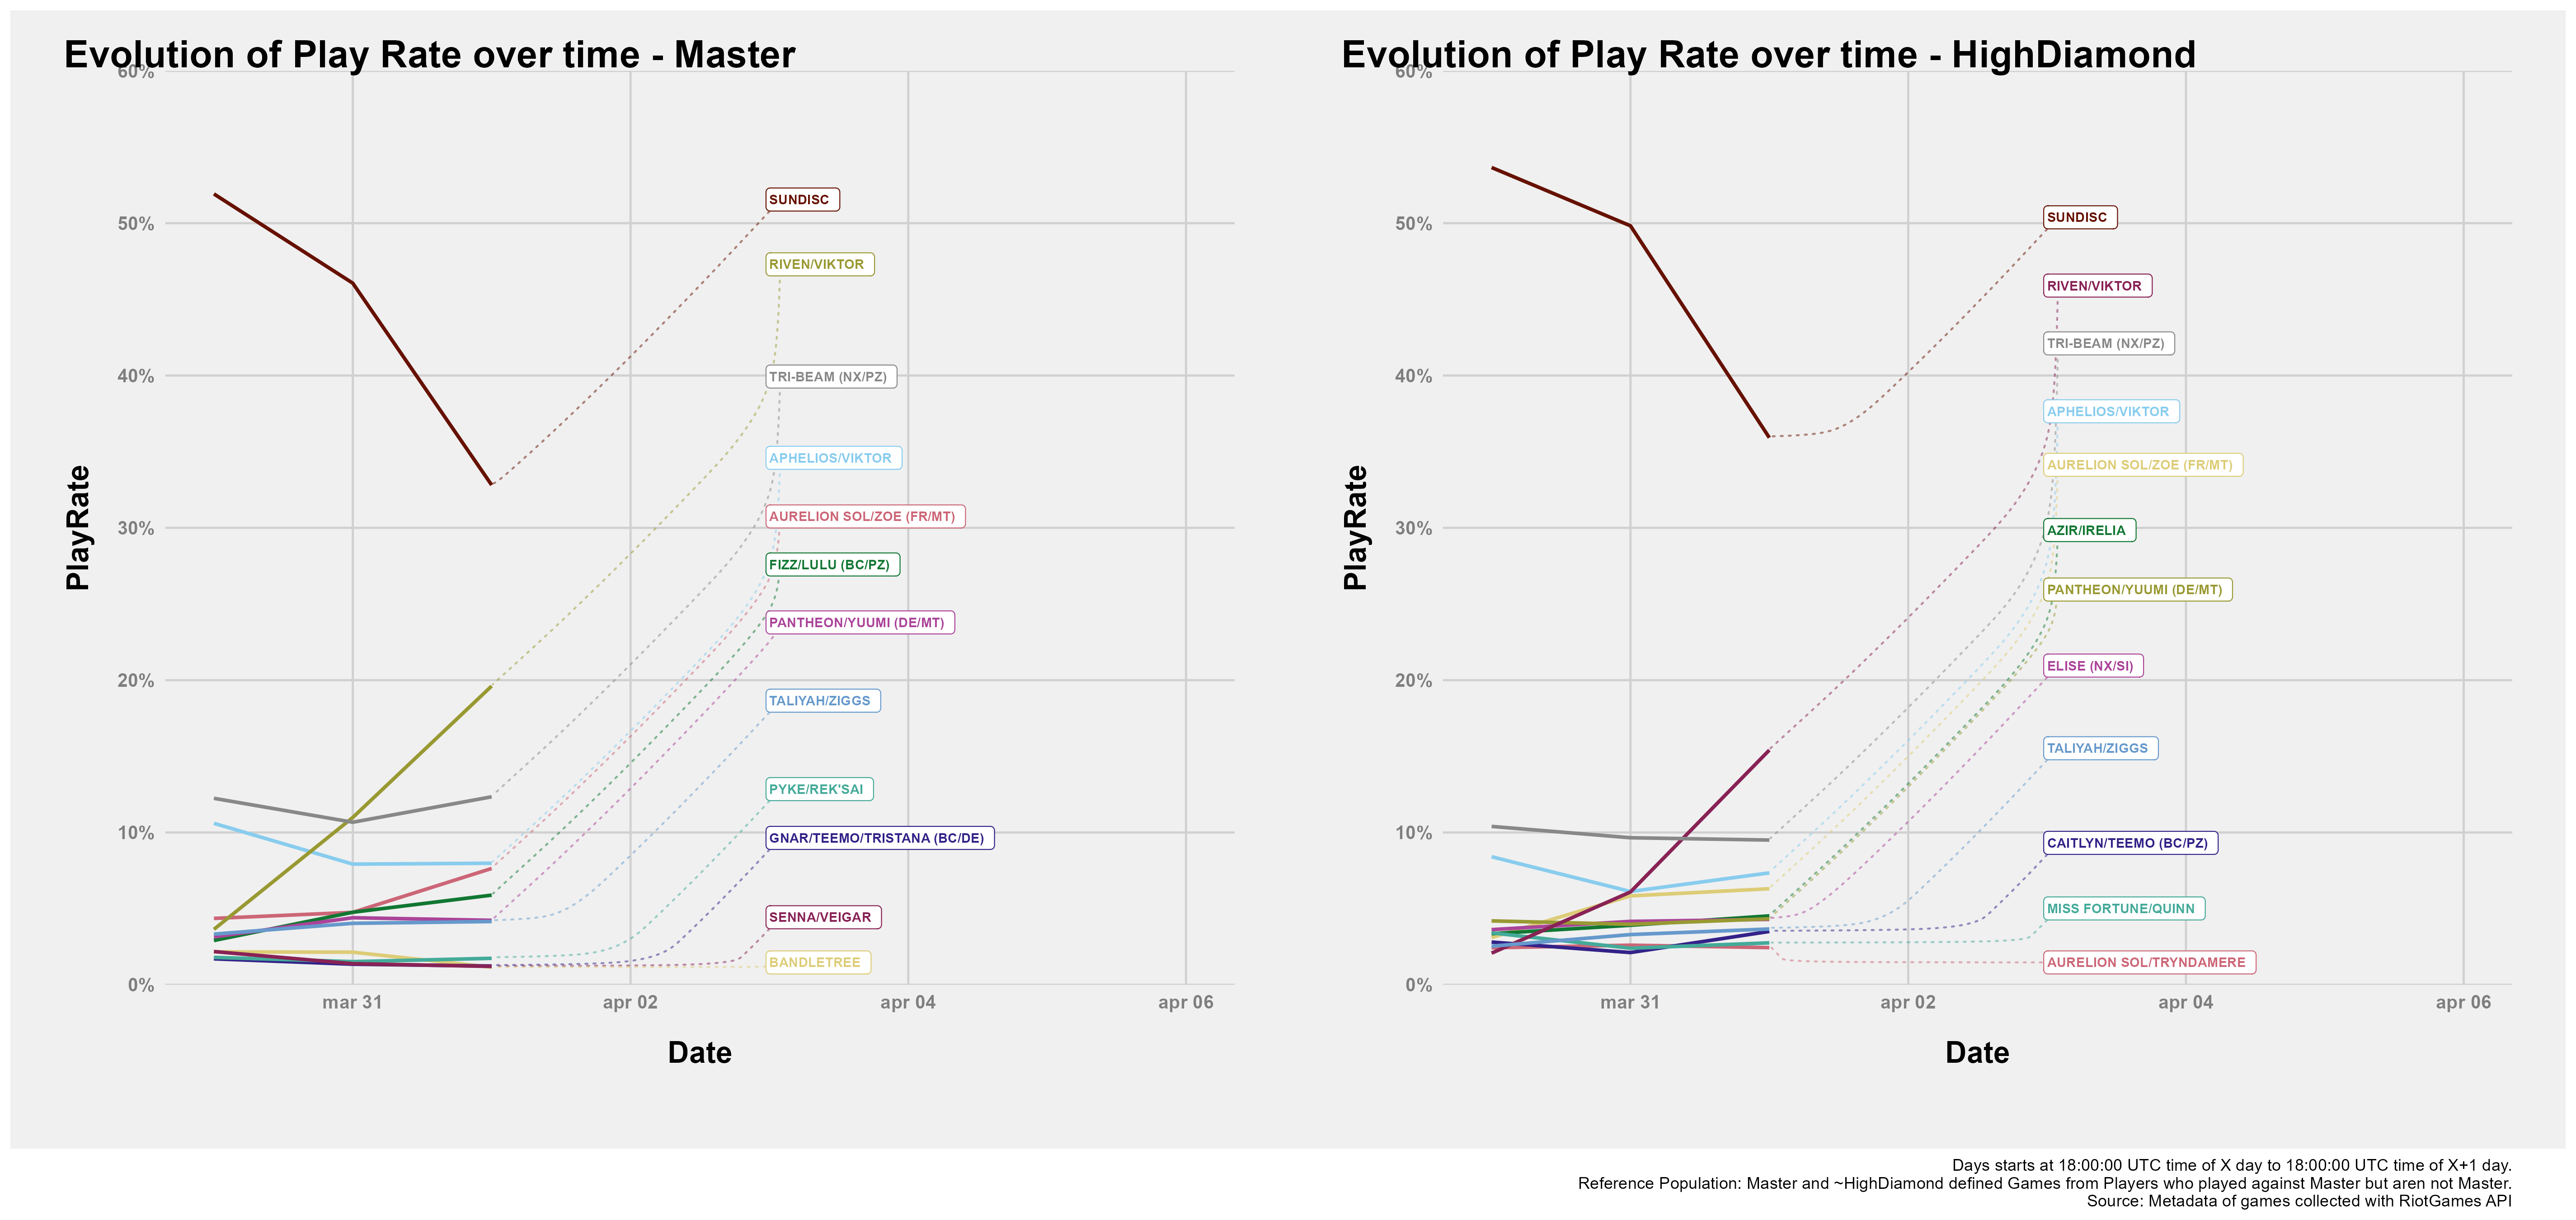 Evolution of Play Rate over time - Master
60%
50%
40%
30%
20%
10%
0%
PlayRate
SUNDISC
RIVEN/VIKTOR
TRI-BEAM (NX/PZ)
APHELIOS/VIKTOR
AURELION SOL/ZOE (FR/MT)
FIZZ/LULU (BC/PZ)
PANTHEON/YUUMI (DE/MT)
TALIYAH/ZIGGS
PYKE/REK'SAI
GNAR/TEEMO/TRISTANA (BC/DE)
SENNA/VEIGAR
BANDLETREE
mar 31
apr 02
apr 04
apr 06
Date
Evolution of Play Rate over time - HighDiamond
60%
50%
40%
30%
20%
10%
0%
PlayRate
SUNDISC
RIVEN/VIKTOR
TRI-BEAM (NX/PZ)
APHELIOS/VIKTOR
AURELION SOL/ZOE (FR/MT)
AZIR/IRELIA
PANTHEON/YUUMI (DE/MT)
ELISE (NX/SI)
TALIYAH/ZIGGS
CAITLYN/TEEMO (BC/PZ)
MISS FORTUNE/QUINN
AURELION SOL/TRYNDAMERE
mar 31
apr 02
apr 04
apr 06
Date
Days starts at 18:00:00 UTC time of X day to 18:00:00 UTC time of X+1 day.
Reference Population: Master and ~HighDiamond defined Games from Players who played against Master but aren not Master.
Source: Metadata of games collected with RiotGames API